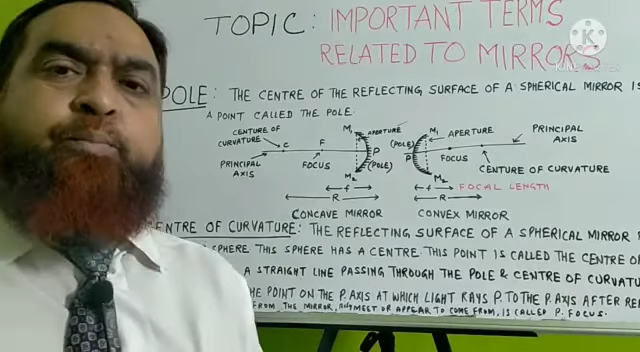 TOPIC: IMPORTANT TERMS
RELATED TO MIRRORS
K
KINEMASTER
POLE: THE CENTRE OF THE REFLECTING SURFACE OF A SPHERICAL MIRROR IS
A POINT CALLED THE POLE.
CENTURE OF
CURVATURE
C
F
M1
APERTURE
P
(POLE)
PRINCIPAL
AXIS
FOCUS
M2
f
R
CONCAVE MIRROR
M1
APERTURE
PRINCIPAL
AXIS
(POLE)
P
FOCUS
CENTURE OF CURVATURE
M2
f
FOCAL LENGTH
R
CONVEX MIRROR
CENTRE OF CURVATURE: THE REFLECTING SURFACE OF A SPHERICAL MIRROR
SPHERE THIS SPHERE HAS A CENTRE. THIS POINT IS CALLED THE CENTRE OF
A STRAIGHT LINE PASSING THROUGH THE POLE & CENTRE OF CURVATU
THE POINT ON THE P. AXIS AT WHICH LIGHT RAYS P. TO THE P. AXIS AFTER RE
FROM THE MIRROR, MEET OR APPEAR TO COME FROM, IS CALLED P. FOCUS.